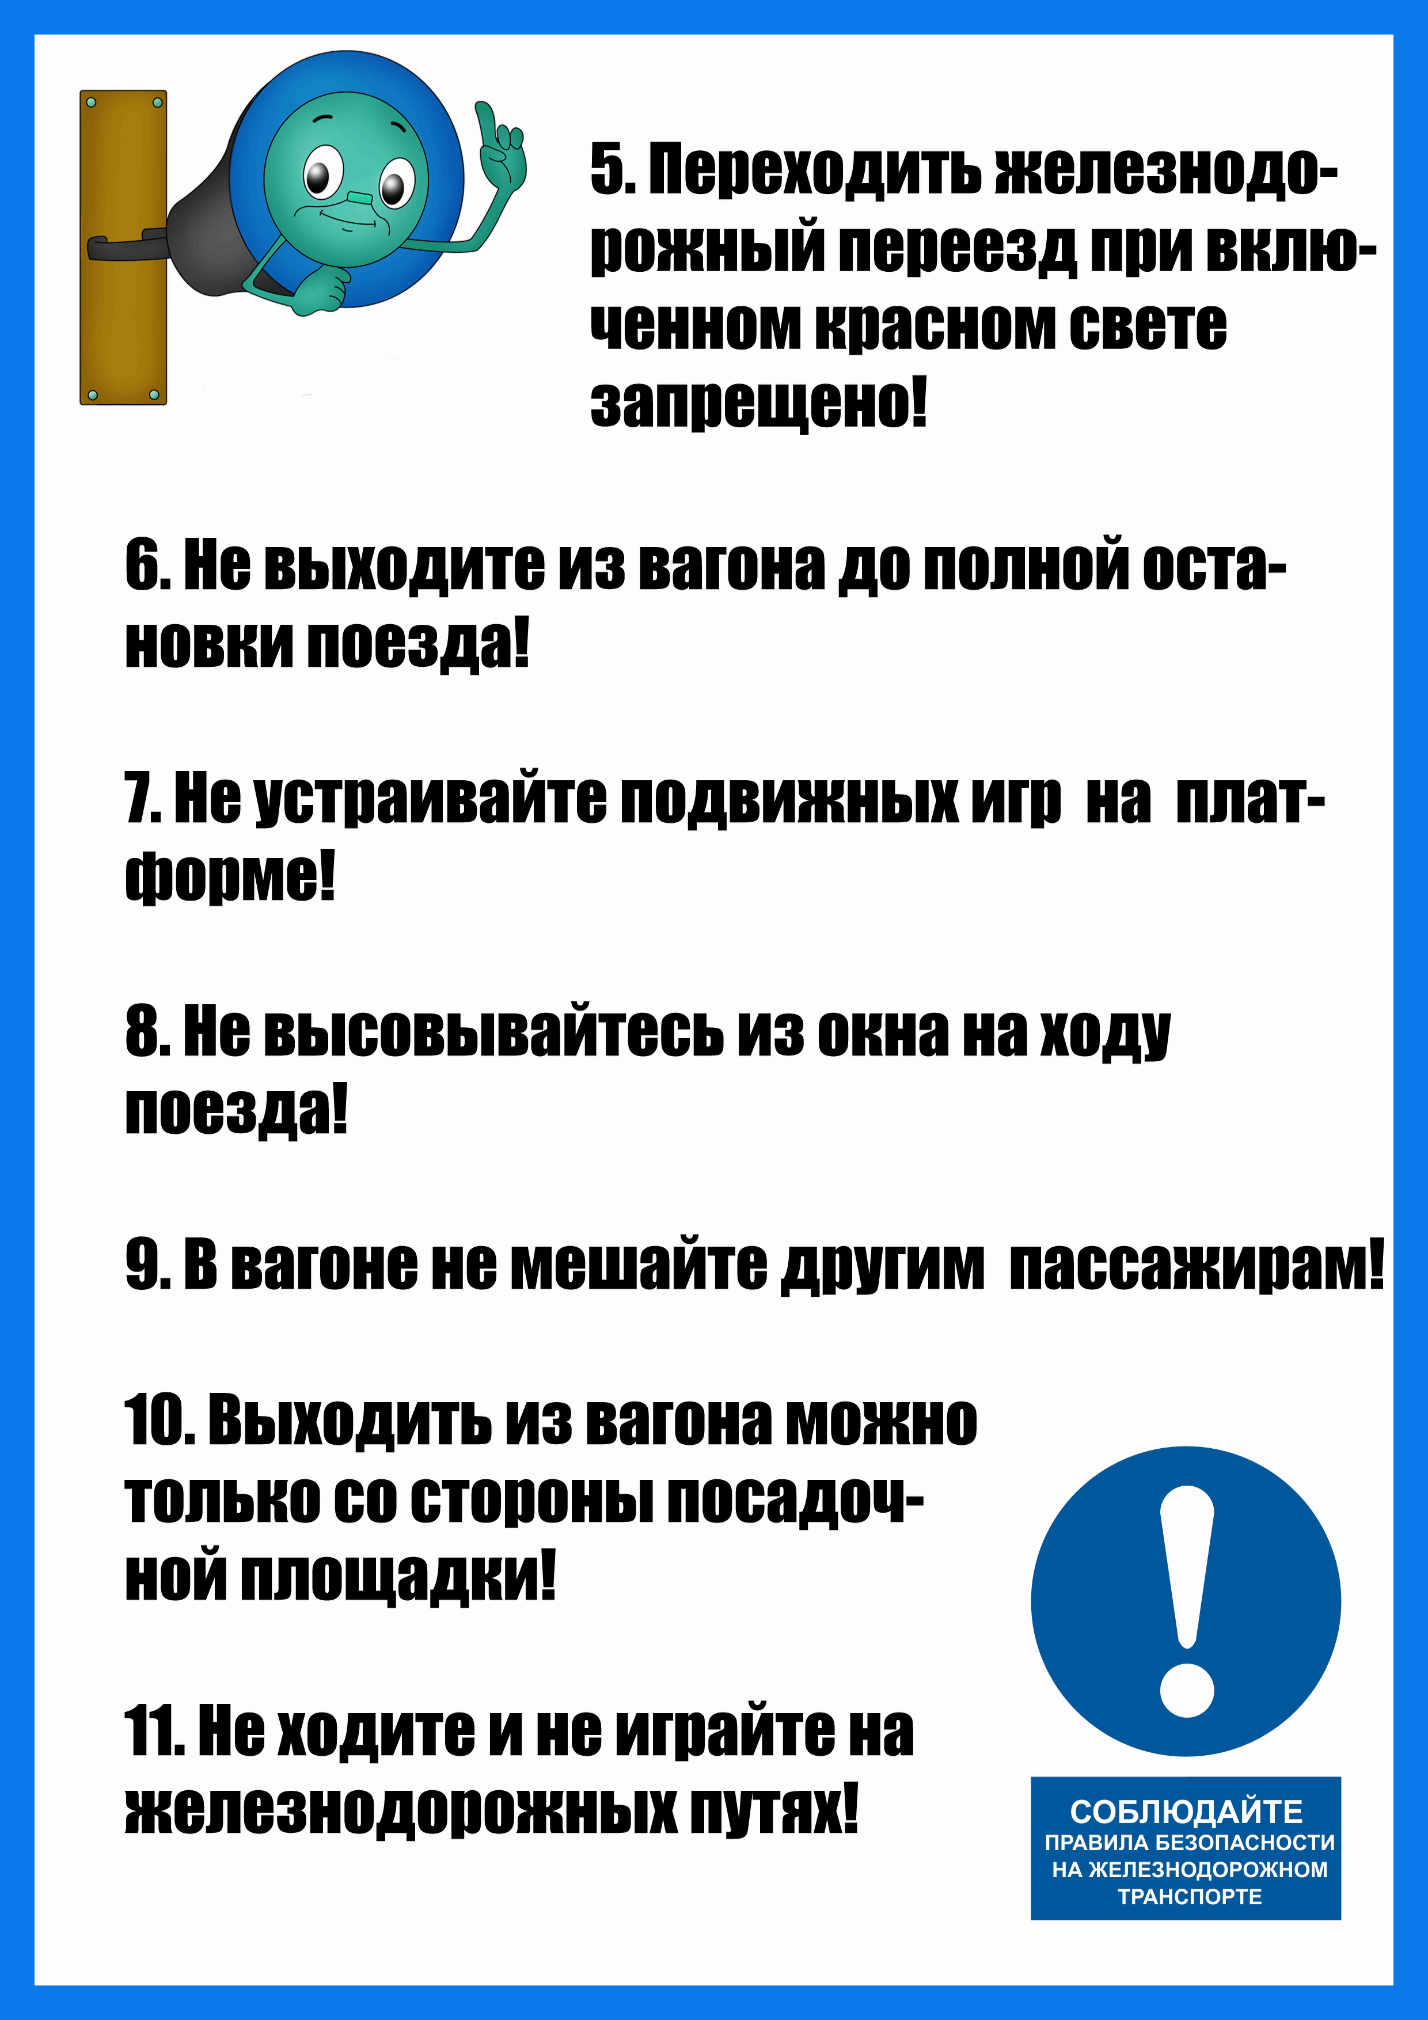 5. Переходить железнодо-
рожный переезд при вклю-
ченном красном свете
запрещено!
6. Не выходите из вагона до полной оста-
новки поезда!
7. Не устраивайте подвижных игр на плат-
форме!
8. Не высовывайтесь из окна на ходу
поезда!
9. В вагоне не мешайте другим пассажирам!
10. Выходить из вагона можно
только со стороны посадоч-
ной площадки!
11. Не ходите и не играйте на
железнодорожных путях!
СОБЛЮДАЙТЕ
ПРАВИЛА БЕЗОПАСНОСТИ
НА ЖЕЛЕЗНОДОРОЖНОМ
ТРАНСПОРТЕ